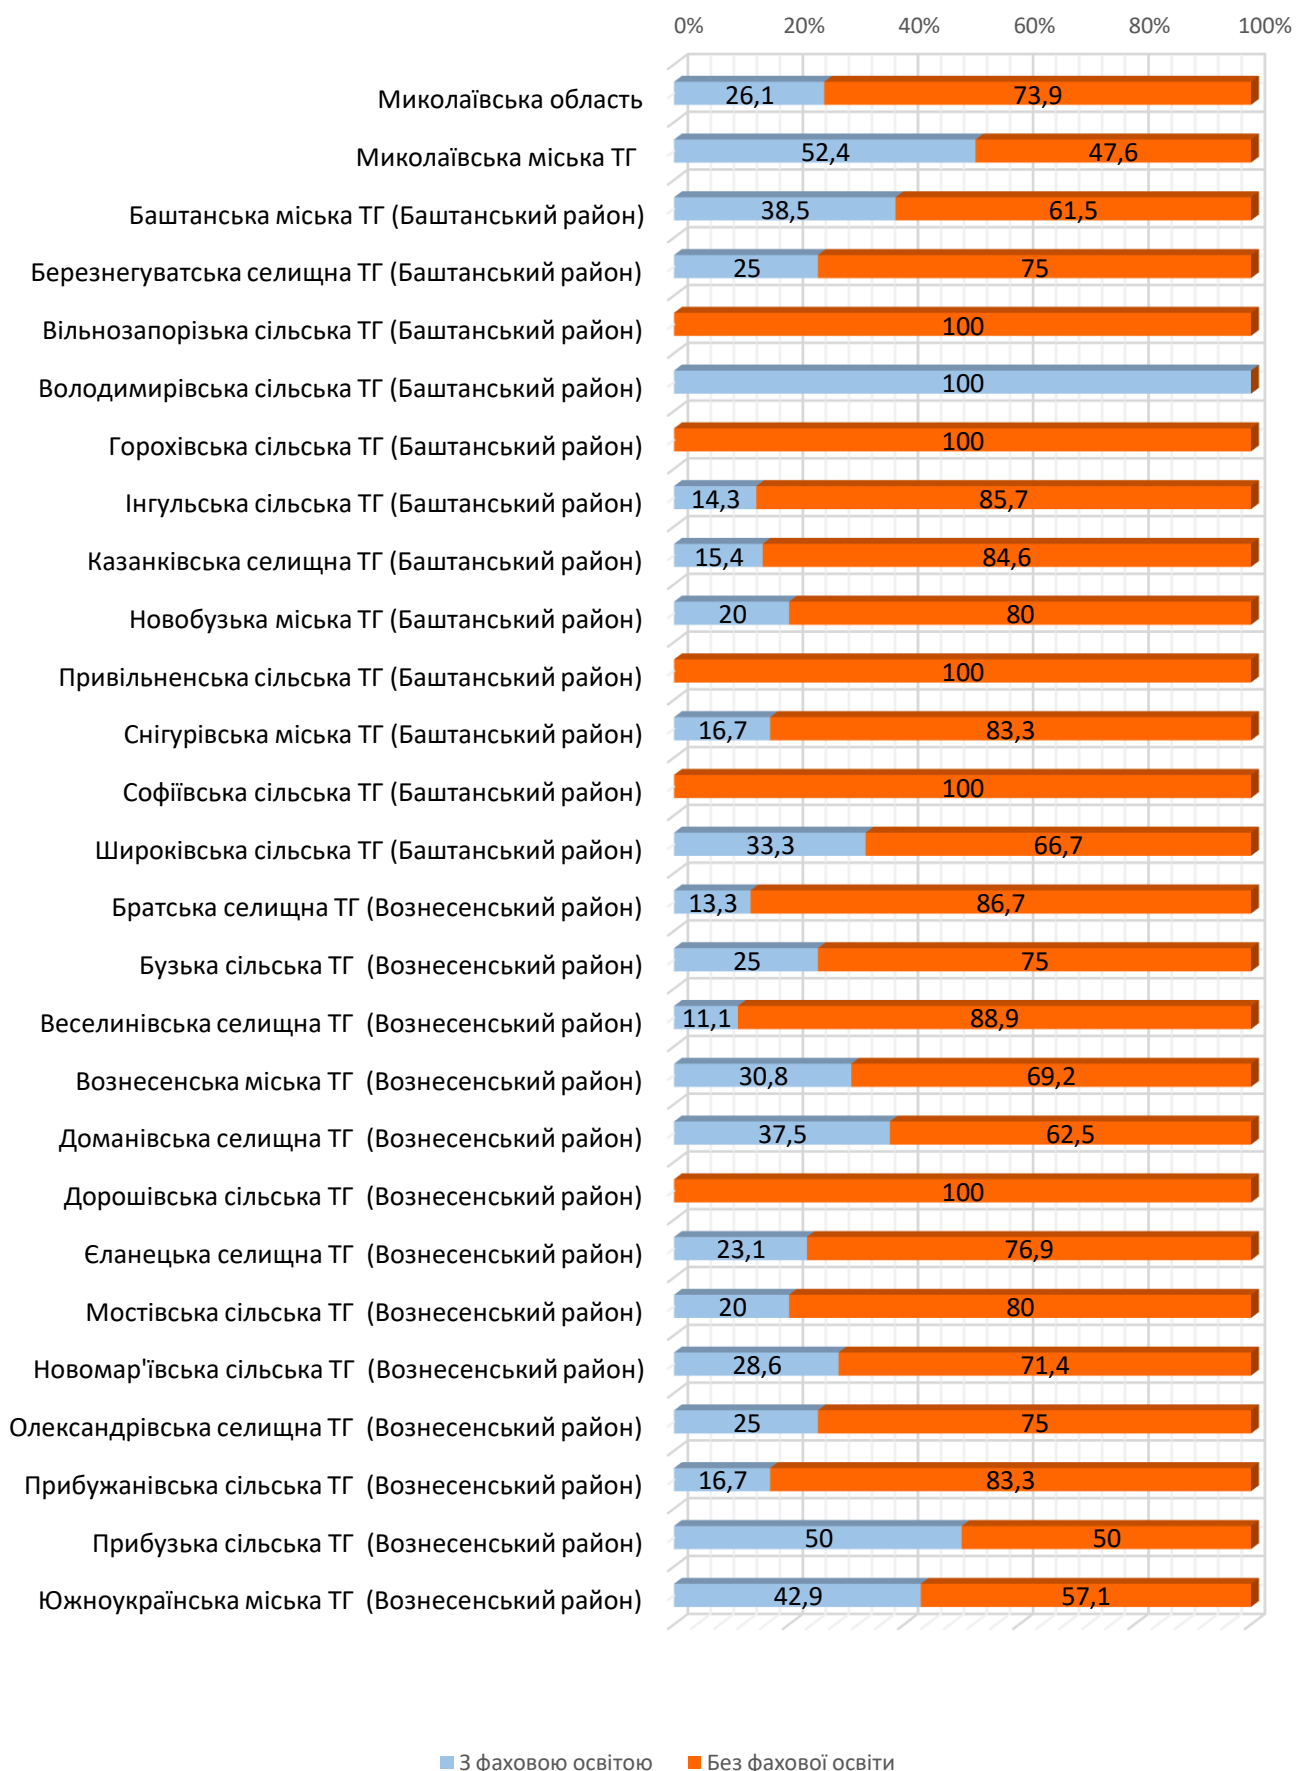 0% 20% 40% 60% 80% 100%
Миколаївська область 26,1 73,9
Миколаївська міська ТГ 52,4 47,6
Баштанська міська ТГ (Баштанський район) 38,5 61,5
Березнегуватська селищна ТГ (Баштанський район) 25 75
Вільнозапорізька сільська ТГ (Баштанський район) 100
Володимирівська сільська ТГ (Баштанський район) 100
Горохівська сільська ТГ (Баштанський район) 100
Інгульська сільська ТГ (Баштанський район) 14,3 85,7
Казанківська селищна ТГ (Баштанський район) 15,4 84,6
Новобузька міська ТГ (Баштанський район) 20 80
Привільненська сільська ТГ (Баштанський район) 100
Снігурівська міська ТГ (Баштанський район) 16,7 83,3
Софіївська сільська ТГ (Баштанський район) 100
Широківська сільська ТГ (Баштанський район) 33,3 66,7
Братська селищна ТГ (Вознесенський район) 13,3 86,7
Бузька сільська ТГ (Вознесенський район) 25 75
Веселинівська селищна ТГ (Вознесенський район) 11,1 88,9
Вознесенська міська ТГ (Вознесенський район) 30,8 69,2
Доманівська селищна ТГ (Вознесенський район) 37,5 62,5
Дорошівська сільська ТГ (Вознесенський район) 100
Єланецька селищна ТГ (Вознесенський район) 23,1 76,9
Мостівська сільська ТГ (Вознесенський район) 20 80
Новомар'ївська сільська ТГ (Вознесенський район) 28,6 71,4
Олександрівська селищна ТГ (Вознесенський район) 25 75
Прибужанівська сільська ТГ (Вознесенський район) 16,7 83,3
Прибузька сільська ТГ (Вознесенський район) 50 50
Южноукраїнська міська ТГ (Вознесенський район) 42,9 57,1
З фаховою освітою Без фахової освіти